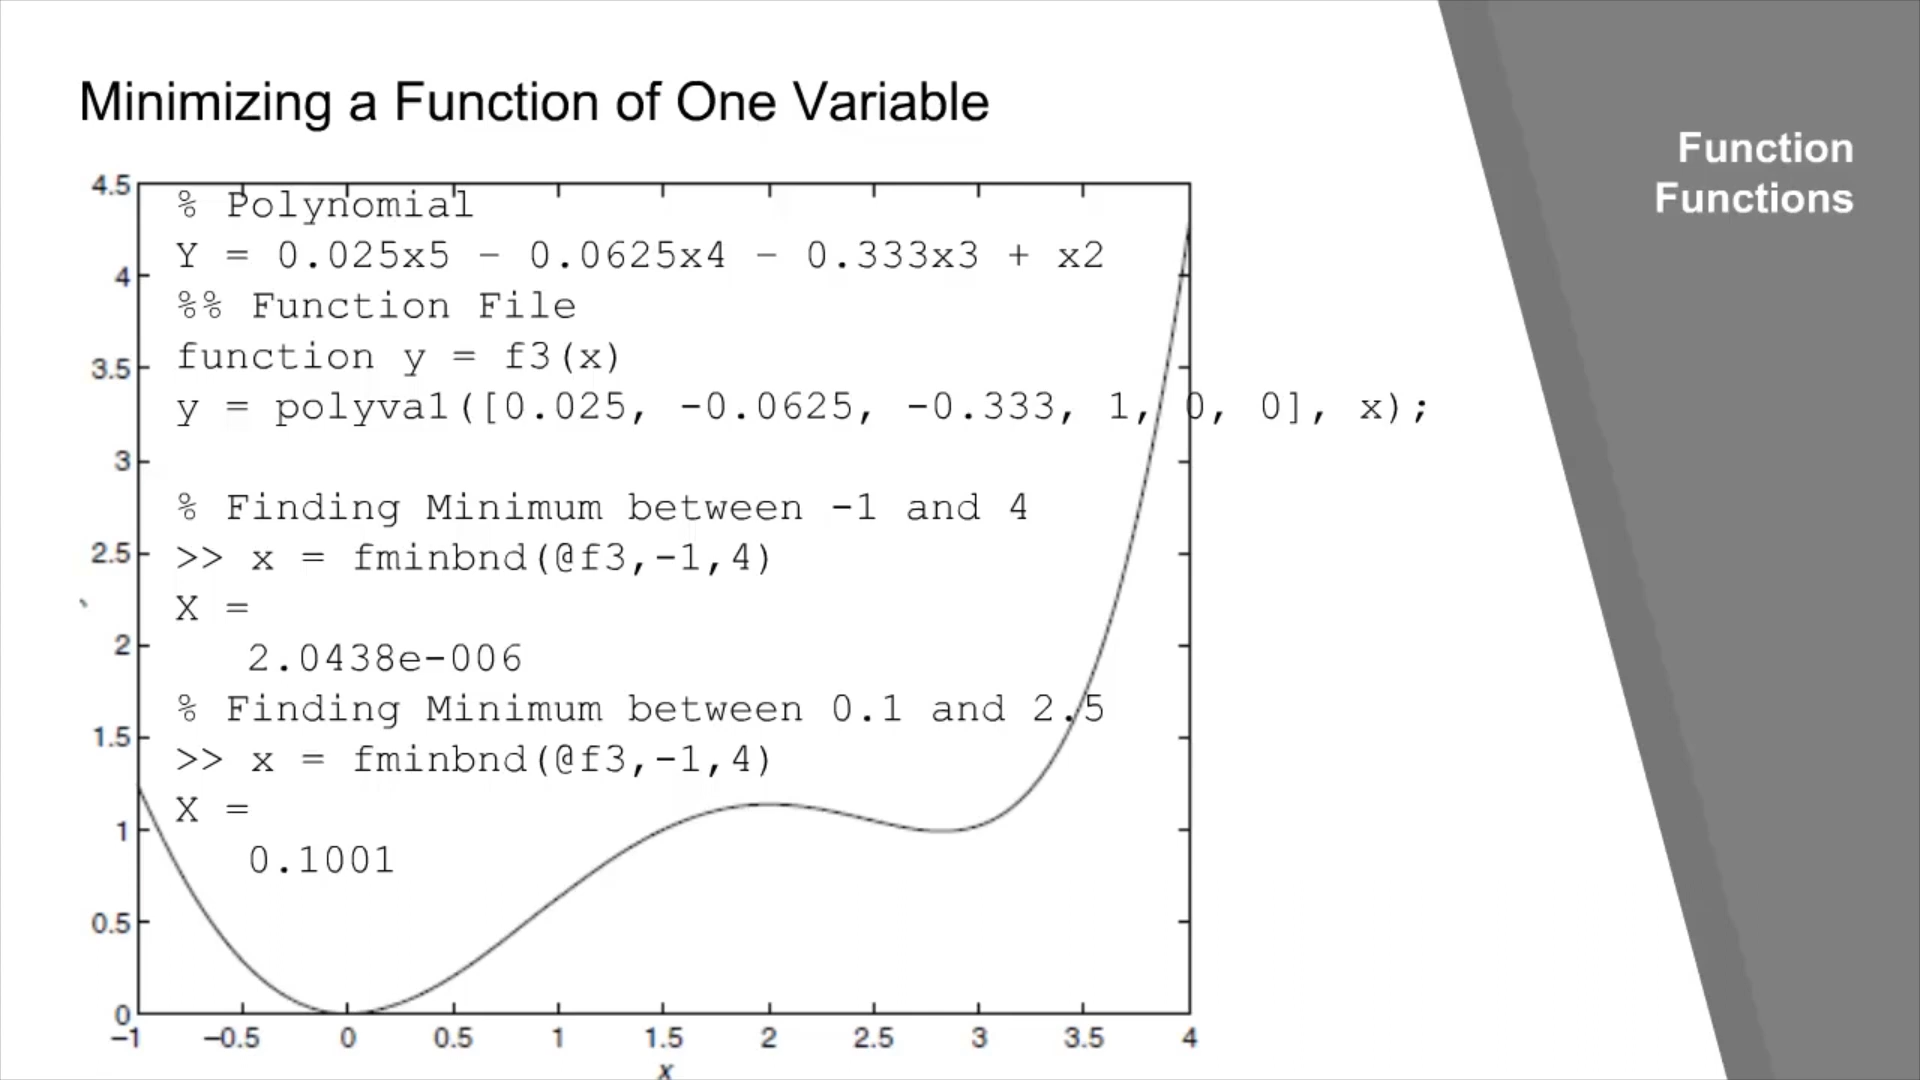 Minimizing a Function of One Variable
Function
Functions
% Polynomial
Y = 0.025x5 – 0.0625x4 – 0.333x3 + x2
%% Function File
function y = f3(x)
y = polyval([0.025, -0.0625, -0.333, 1, 0, 0], x);
% Finding Minimum between -1 and 4
>> x = fminbnd(@f3,-1,4)
X =
2.0438e-006
% Finding Minimum between 0.1 and 2.5
>> x = fminbnd(@f3,-1,4)
X =
0.1001
4.5
4
3.5
3
2.5
2
1.5
1
0.5
0
−1 −0.5 0 0.5 1 1.5 2 2.5 3 3.5 4
x